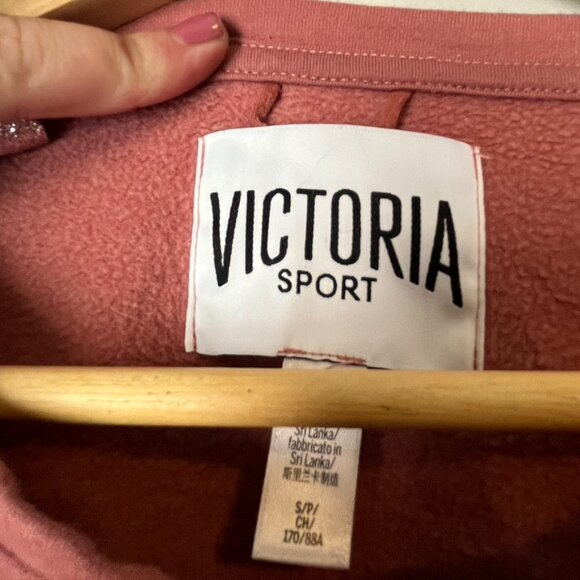 VICTORIA
SPORT
Sri Lanka/
fabbricato in
Sri Lanka/
斯里兰卡制造
S/P/
CH/
170/88A